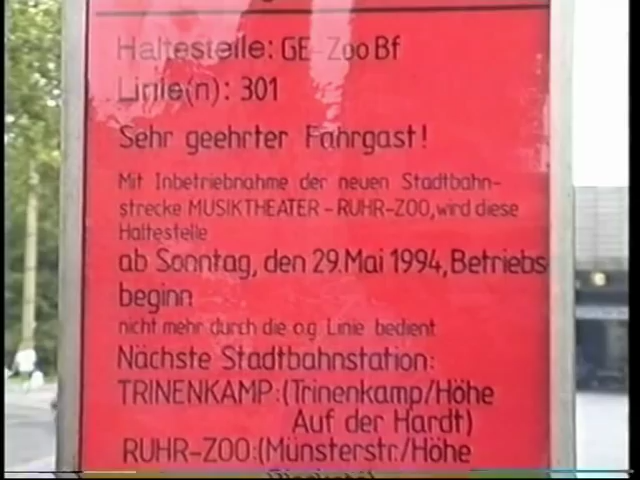 Haltestelle: GE-Zoo Bf
Linie(n): 301
Sehr geehrter Fahrgast!
Mit Inbetriebnahme der neuen Stadtbahn-
strecke MUSIKTHEATER-RUHR-ZOO, wird diese
Haltestelle
ab Sonntag, den 29. Mai 1994, Betriebs
beginn
nicht mehr durch die o.g. Linie bedient
Nächste Stadtbahnstation:
TRINENKAMP:(Trinenkamp/Höhe
Auf der Hardt)
RUHR-ZOO:(Münsterstr./Höhe